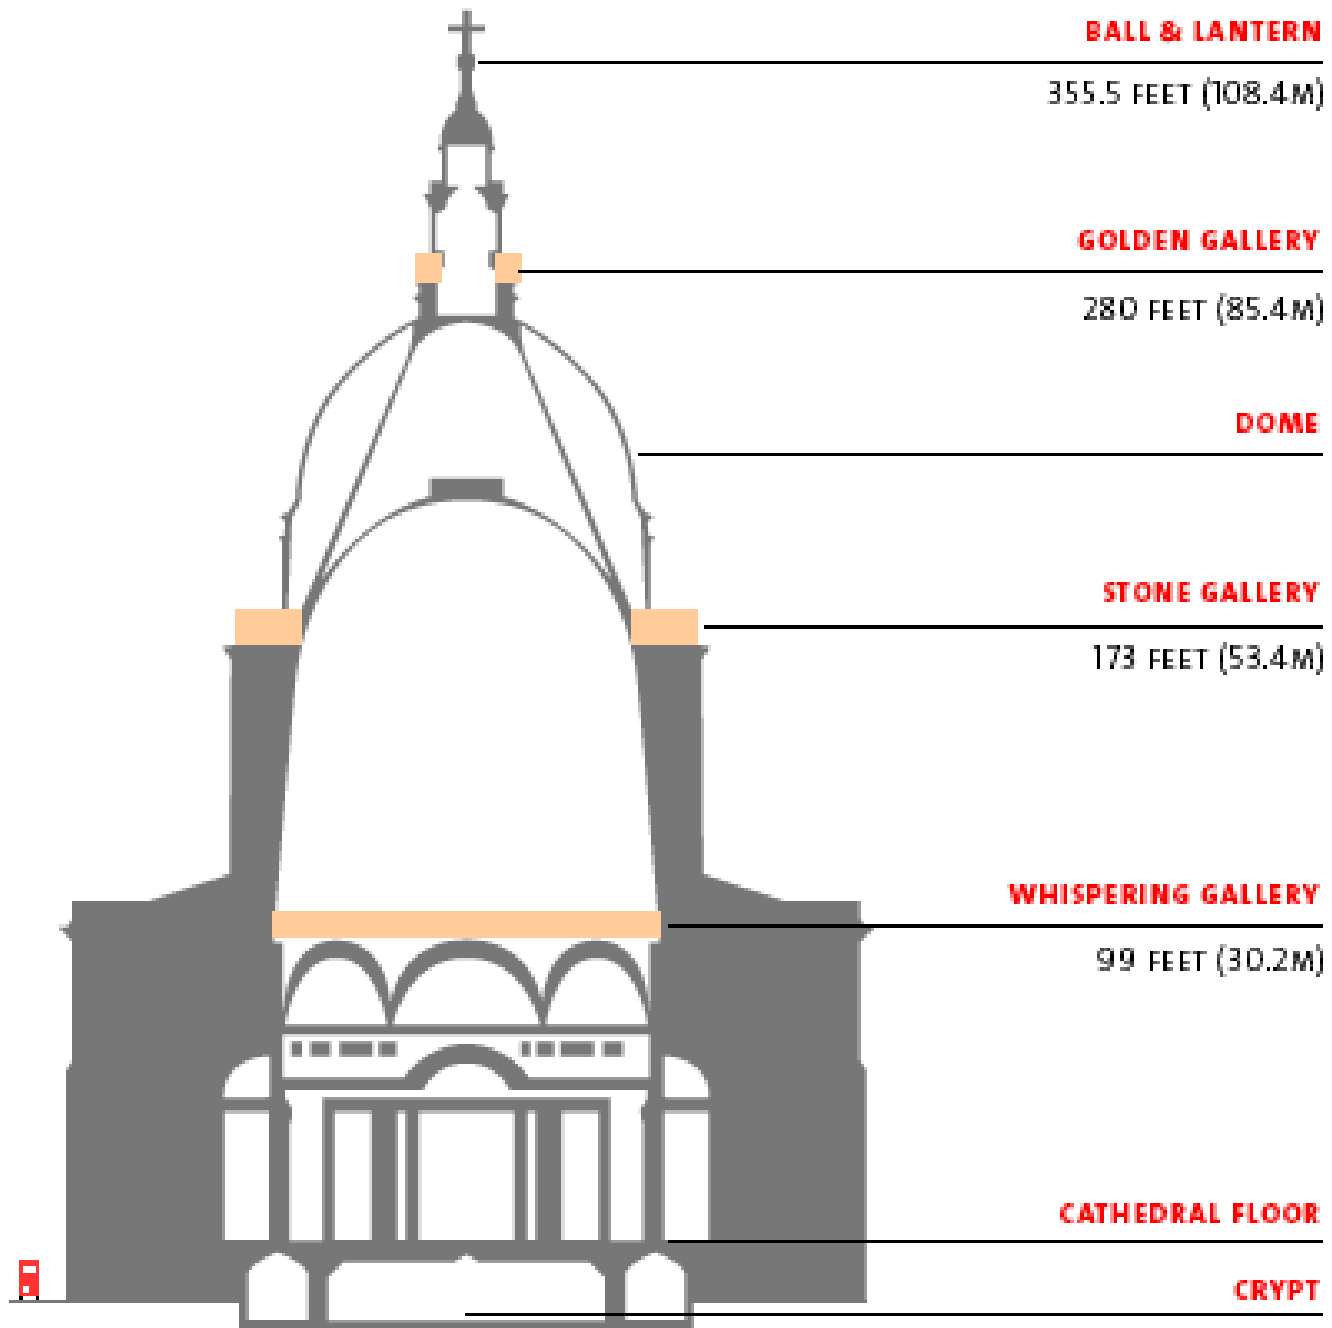 BALL & LANTERN
355.5 FEET (108.4M)
GOLDEN GALLERY
280 FEET (85.4M)
DOME
STONE GALLERY
173 FEET (53.4M)
WHISPERING GALLERY
99 FEET (30.2M)
CATHEDRAL FLOOR
CRYPT